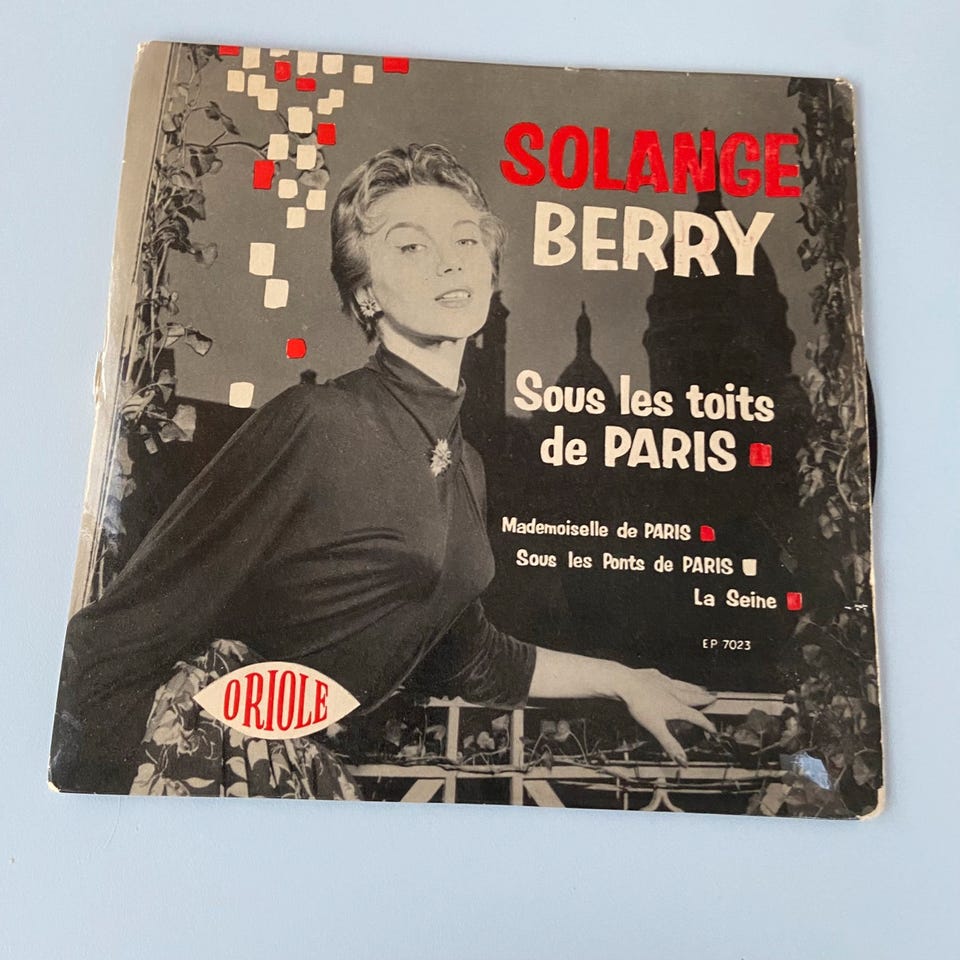 SOLANGE
BERRY
Sous les toits
de PARIS
Mademoiselle de PARIS
Sous les Ponts de PARIS
La Seine
EP 7023
ORIOLE